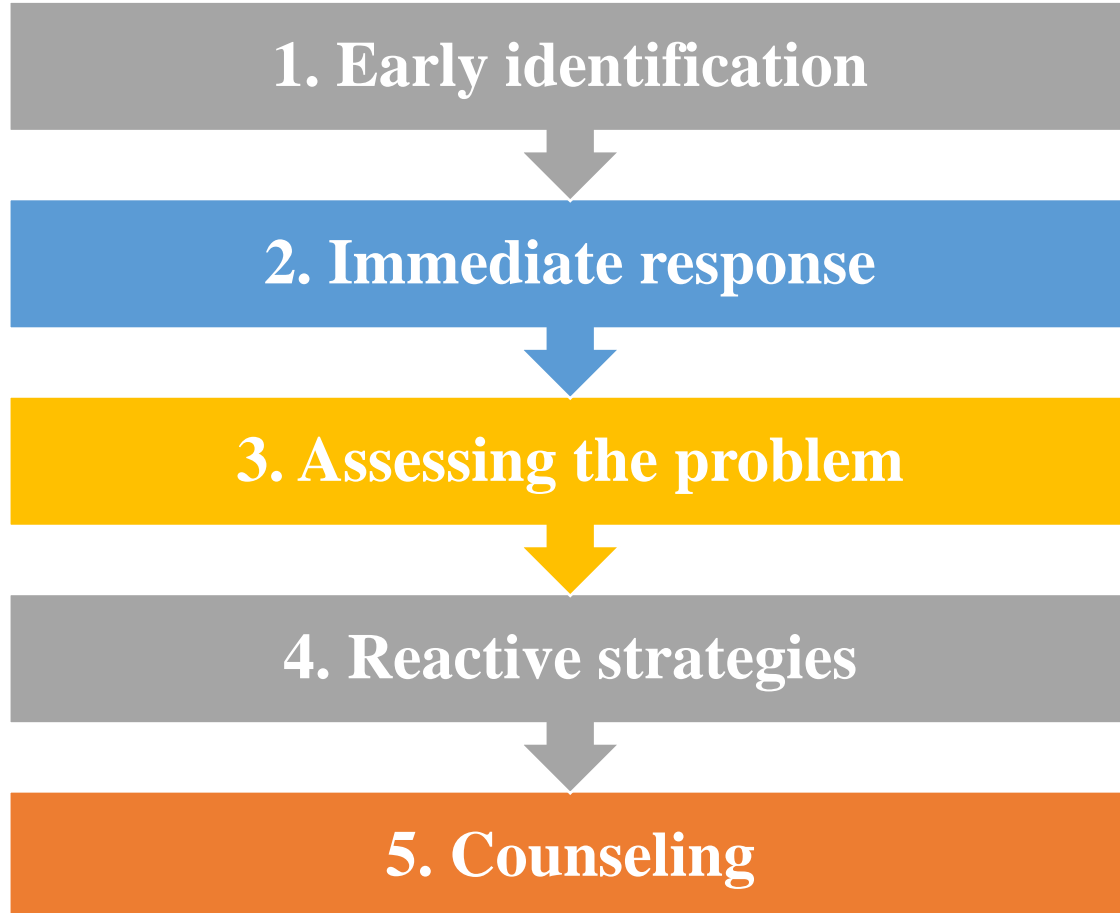 1. Early identification
2. Immediate response
3. Assessing the problem
4. Reactive strategies
5. Counseling